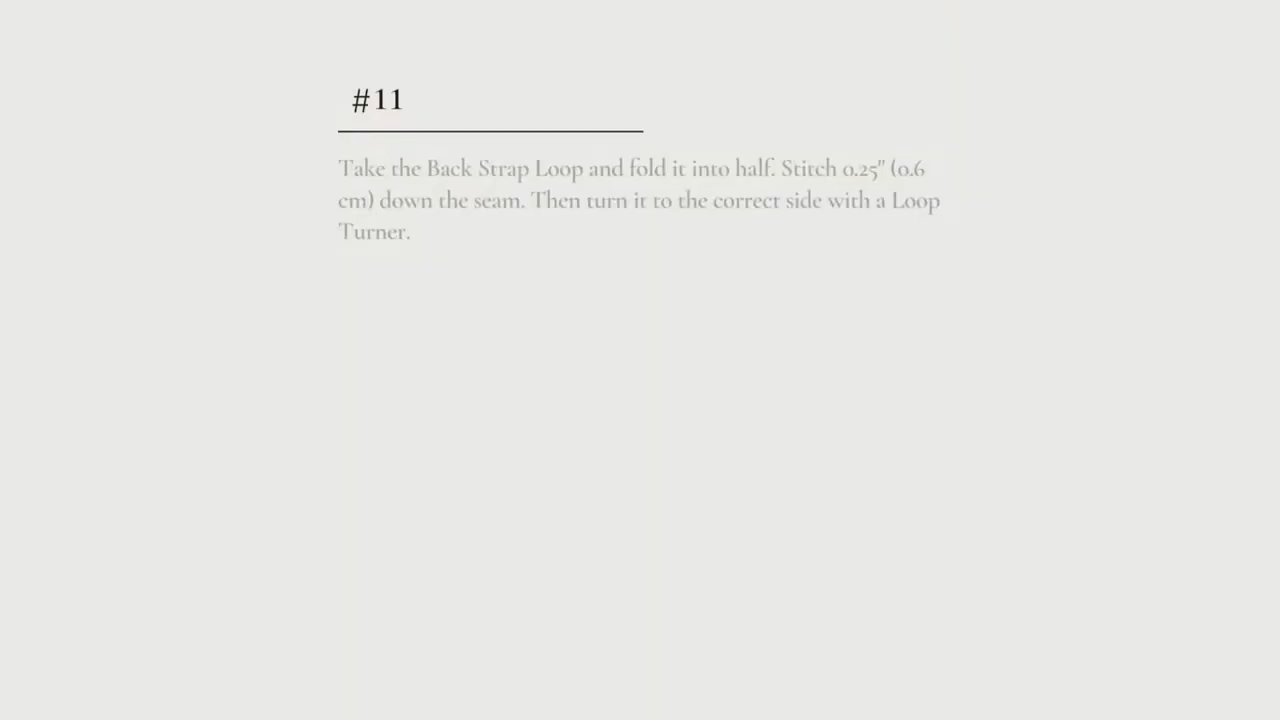 #11
Take the Back Strap Loop and fold it into half. Stitch 0.25" (0.6
cm) down the seam. Then turn it to the correct side with a Loop
Turner.